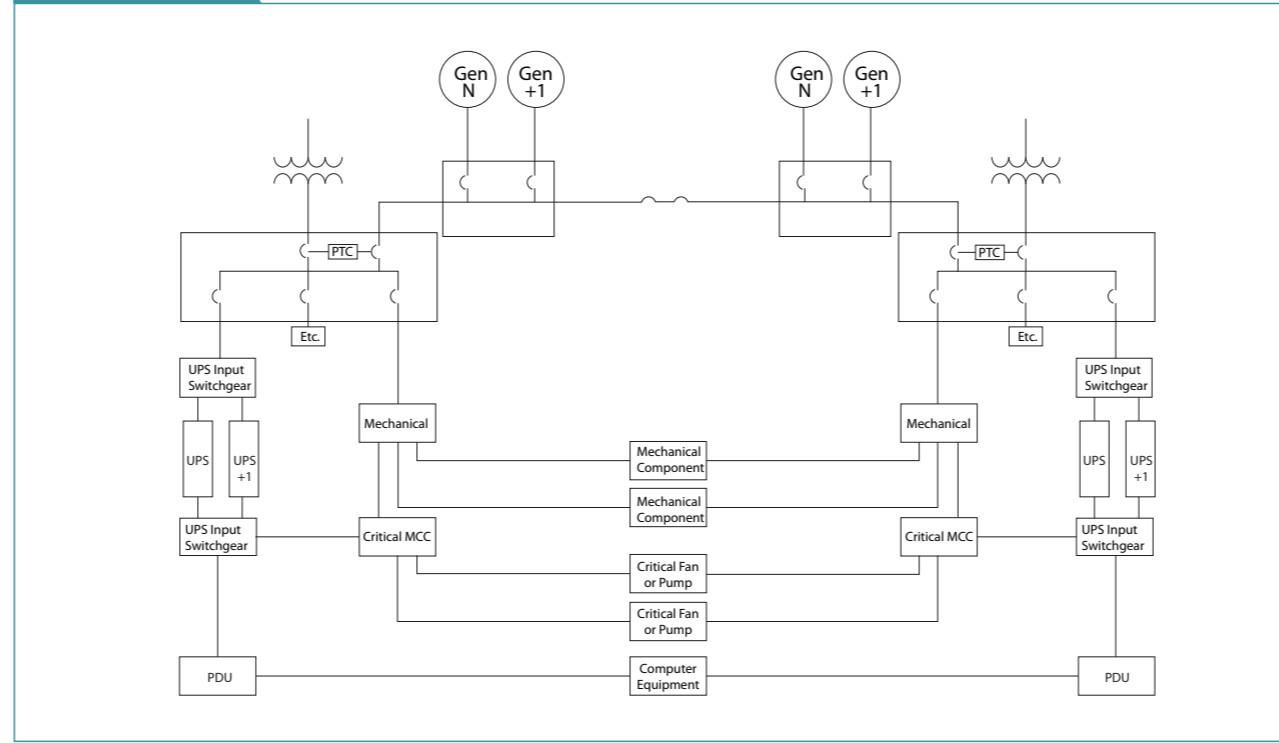 Gen
N
Gen
+1
Gen
N
Gen
+1
PTC
PTC
Etc.
Etc.
UPS Input
Switchgear
UPS Input
Switchgear
Mechanical
Mechanical
UPS
UPS
+1
Mechanical
Component
UPS
UPS
+1
Mechanical
Component
UPS Input
Switchgear
Critical MCC
Critical MCC
UPS Input
Switchgear
Critical Fan
or Pump
Critical Fan
or Pump
PDU
Computer
Equipment
PDU